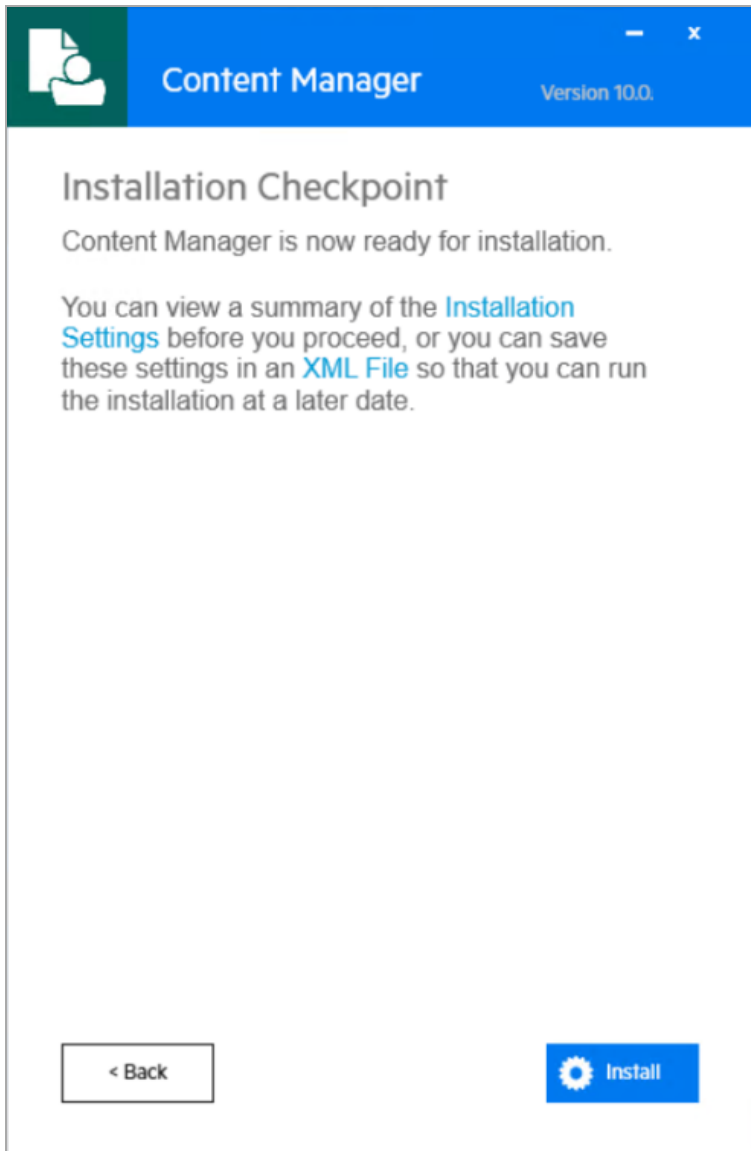 Content Manager
Version 10.0.
Installation Checkpoint
Content Manager is now ready for installation.
You can view a summary of the Installation
Settings before you proceed, or you can save
these settings in an XML File so that you can run
the installation at a later date.
< Back
Install